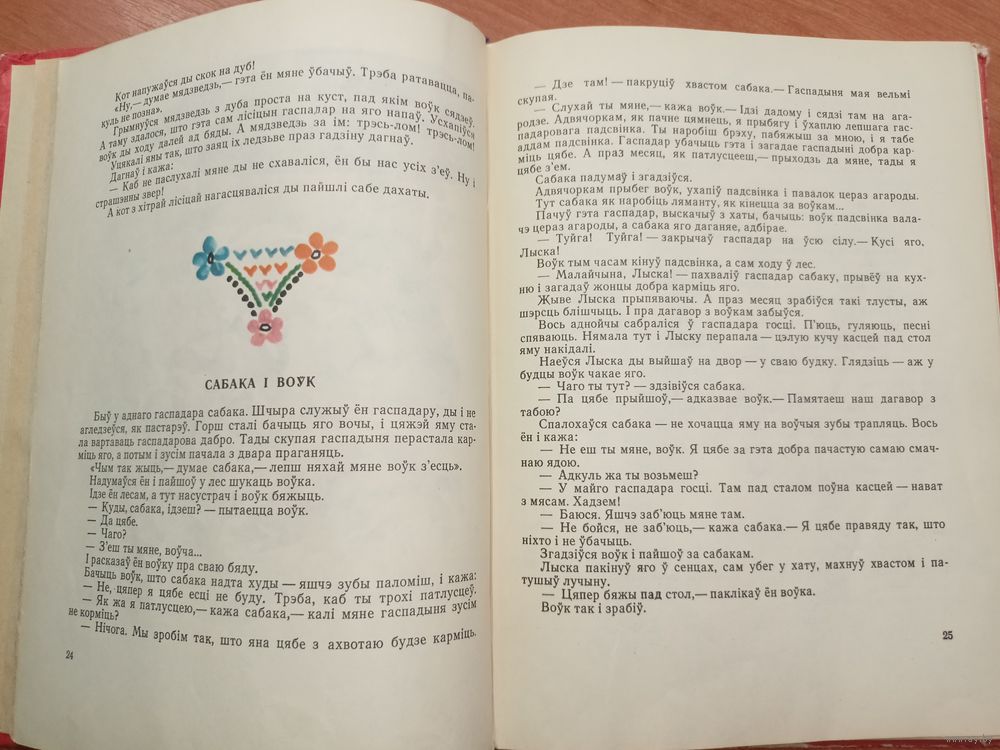 Кот напужаўся ды скок на дуб!
«Ну,— думае мядзведзь,— гэта ён мяне ўбачыў. Трэба ратавацца, па-
куль не позна».
Грымнуўся мядзведзь з дуба проста на куст, пад якім воўк сядзеў.
А таму здалося, што гэта сам лісіцын гаспадар на яго напаў. Усхапіўся
воўк ды ходу далей ад бяды. А мядзведзь за ім: трэсь-лом! трэсь-лом!
Уцякалі яны так, што заяц іх ледзьве праз гадзіну дагнаў.
Дагнаў і кажа:
— Каб не паслухалі мяне ды не схаваліся, ён бы нас усіх з'еў. Ну і
страшэнны звер!
А кот з хітрай лісіцай нагасцяваліся ды пайшлі сабе дахаты.
САБАКА І ВОЎК
Быў у аднаго гаспадара сабака. Шчыра служыў ён гаспадару, ды і не
агледзеўся, як пастарэў. Горш сталі бачыць яго вочы, і цяжэй яму ста-
ла вартаваць гаспадарова дабро. Тады скупая гаспадыня перастала кар-
міць яго, а потым і зусім пачала з двара праганяць.
«Чым так жыць,— думае сабака,— лепш няхай мяне воўк з'есць».
Надумаўся ён і пайшоў у лес шукаць воўка.
Ідзе ён лесам, а тут насустрач і воўк бяжыць.
— Куды, сабака, ідзеш? — пытаецца воўк.
— Да цябе.
— Чаго?
— З'еш ты мяне, воўча...
І расказаў ён воўку пра сваю бяду.
Бачыць воўк, што сабака надта худы — яшчэ зубы паломіш, і кажа:
— Не, цяпер я цябе есці не буду. Трэба, каб ты трохі патлусцеў.
— Як жа я патлусцею,— кажа сабака,— калі мяне гаспадыня зусім
не корміць?
— Нічога. Мы зробім так, што яна цябе з ахвотаю будзе карміць.
24
— Дзе там! — пакруціў хвастом сабака.— Гаспадыня мая вельмі
скупая.
— Слухай ты мяне,— кажа воўк.— Ідзі дадому і сядзі там на ага-
родзе. Адвячоркам, як пачне цямнець, я прыбягу і ўхаплю лепшага гас-
падаровага падсвінка. Ты наробіш брэху, пабяжыш за мною, і я табе
аддам падсвінка. Гаспадар убачыць гэта і загадае гаспадыні добра кар-
міць цябе. А праз месяц, як патлусцееш,— прыходзь да мяне, тады я
цябе з'ем.
Сабака падумаў і згадзіўся.
Адвячоркам прыбег воўк, ухапіў падсвінка і павалок цераз агароды.
Тут сабака як наробіць ляманту, як кінецца за воўкам...
Пачуў гэта гаспадар, выскачыў з хаты, бачыць: воўк падсвінка вала-
чэ цераз агароды, а сабака яго даганяе, адбірае.
— Туйга! Туйга! — закрычаў гаспадар на ўсю сілу.— Кусі яго,
Лыска!
Воўк тым часам кінуў падсвінка, а сам ходу ў лес.
— Малайчына, Лыска! — пахваліў гаспадар сабаку, прывёў на кух-
ню і загадаў жонцы добра карміць яго.
Жыве Лыска прыпяваючы. А праз месяц зрабіўся такі тлусты, аж
шэрсць блішчыць. І пра дагавор з воўкам забыўся.
Вось аднойчы сабраліся ў гаспадара госці. П'юць, гуляюць, песні
спяваюць. Нямала тут і Лыску перапала — цэлую кучу касцей пад стол
яму накідалі.
Наеўся Лыска ды выйшаў на двор — у сваю будку. Глядзіць — аж у
будцы воўк чакае яго.
— Чаго ты тут? — здзівіўся сабака.
— Па цябе прыйшоў,— адказвае воўк.— Памятаеш наш дагавор з
табою?
Спалохаўся сабака — не хочацца яму на воўчыя зубы трапляць. Вось
ён і кажа:
— Не еш ты мяне, воўк. Я цябе за гэта добра пачастую самаю смач-
наю ядою.
— Адкуль жа ты возьмеш?
— У майго гаспадара госці. Там пад сталом поўна касцей — нават
з мясам. Хадзем!
— Баюся. Яшчэ заб'юць мяне там.
— Не бойся, не заб'юць,— кажа сабака.— Я цябе правяду так, што
ніхто і не ўбачыць.
Згадзіўся воўк і пайшоў за сабакам.
Лыска пакінуў яго ў сенцах, сам убег у хату, махнуў хвастом і па-
тушыў лучыну.
— Цяпер бяжы пад стол,— паклікаў ён воўка.
Воўк так і зрабіў.
25